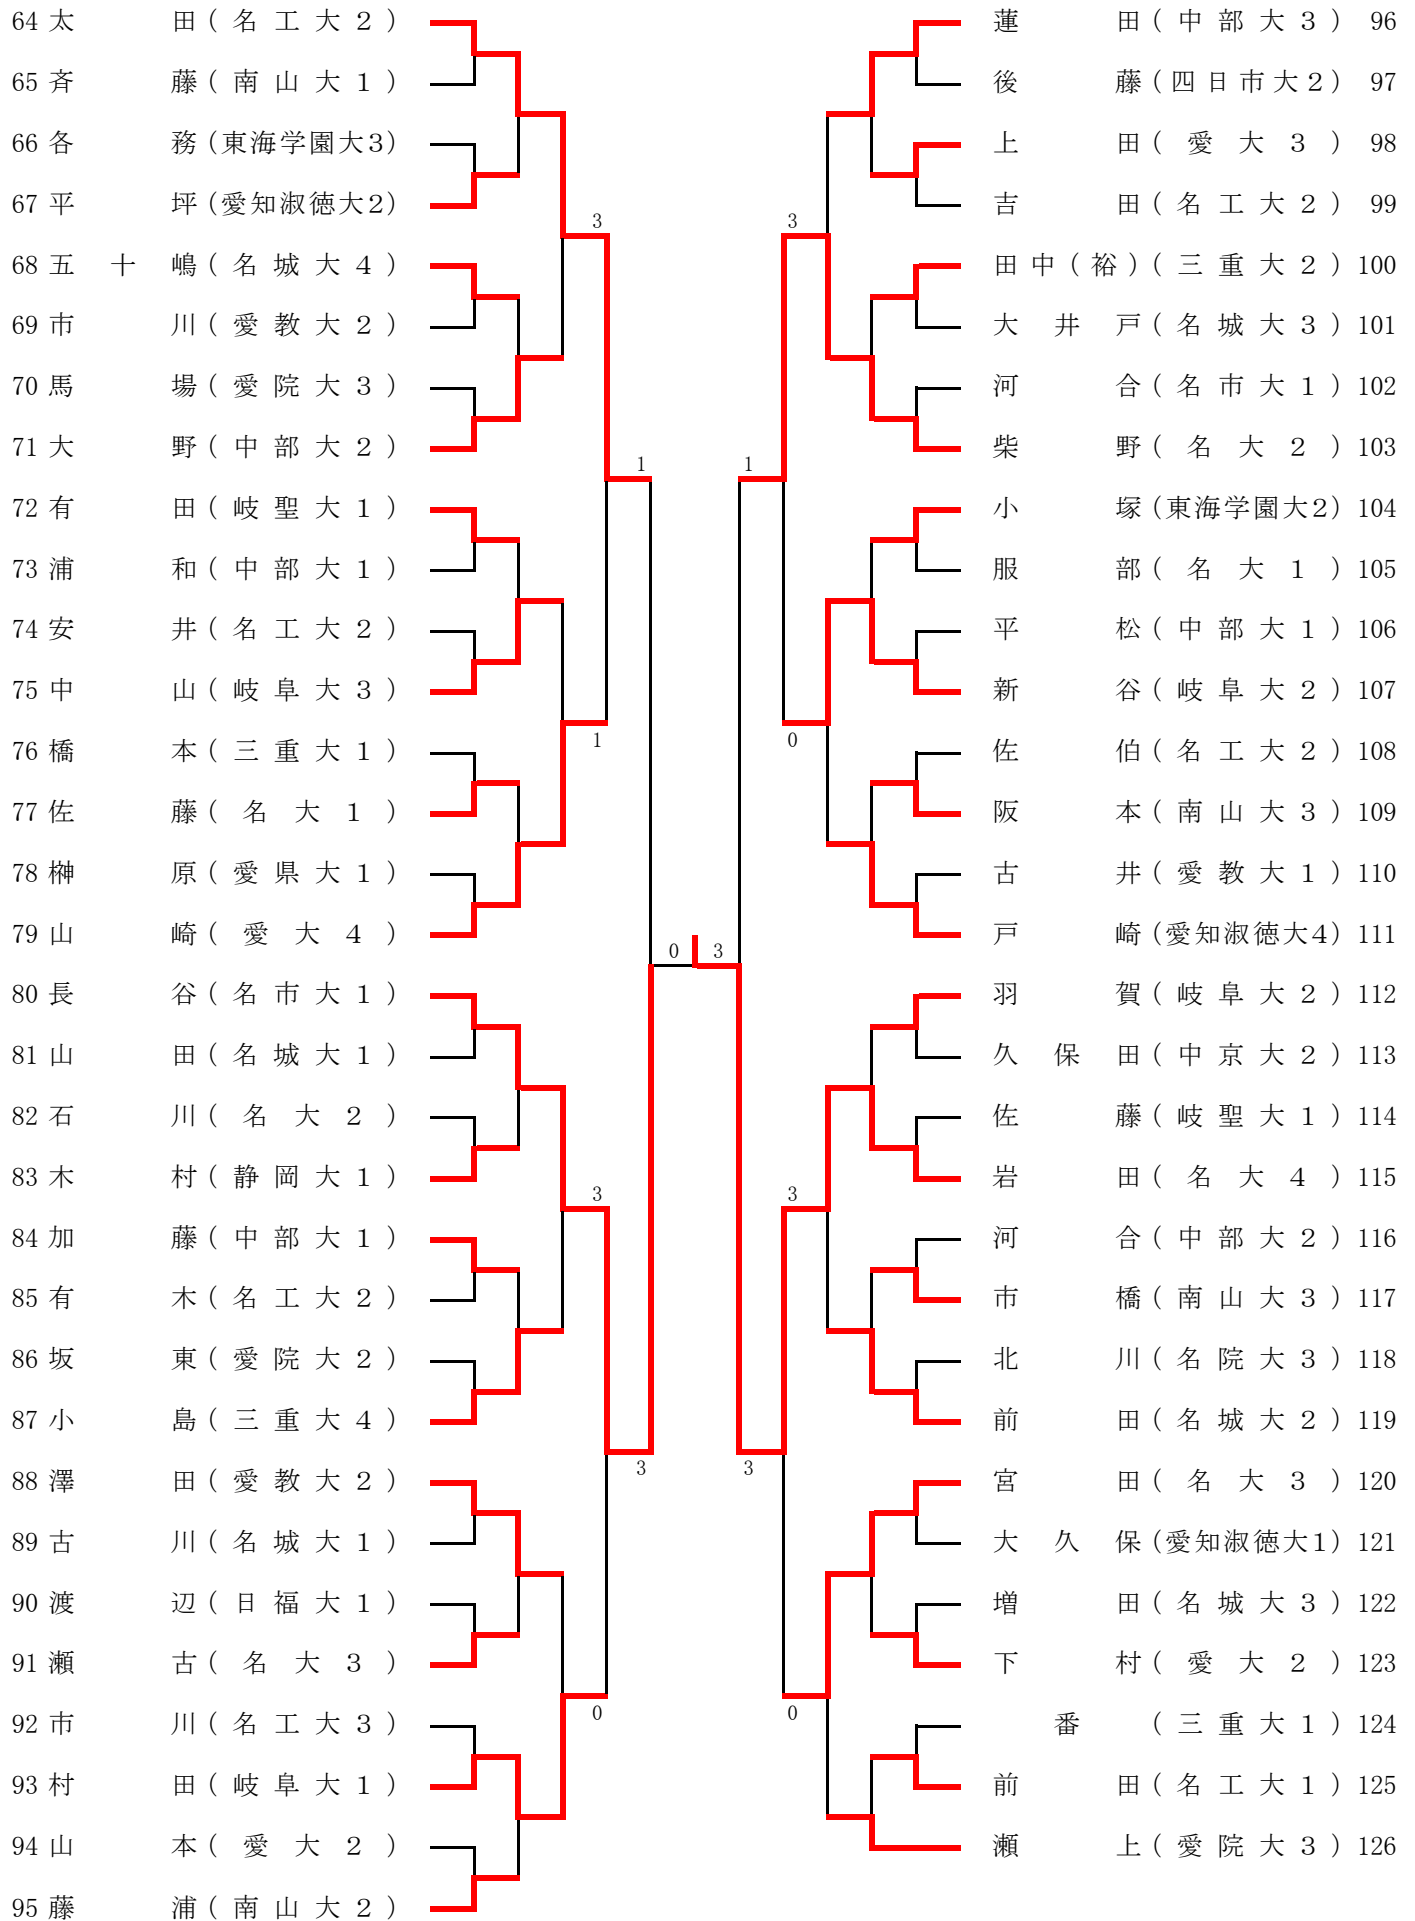 64 太田(名工大2)
65 斉藤(南山大1)
66 各務(東海学園大3)
67 平坪(愛知淑徳大2)
68 五十嶋(名城大4)
69 市川(愛教大2)
70 馬場(愛院大3)
71 大野(中部大2)
72 有田(岐聖大1)
73 浦和(中部大1)
74 安井(名工大2)
75 中山(岐阜大3)
76 橋本(三重大1)
77 佐藤(名大1)
78 榊原(愛県大1)
79 山崎(愛大4)
80 長谷(名市大1)
81 山田(名城大1)
82 石川(名大2)
83 木村(静岡大1)
84 加藤(中部大1)
85 有木(名工大2)
86 坂東(愛院大2)
87 小島(三重大4)
88 澤田(愛教大2)
89 古川(名城大1)
90 渡辺(日福大1)
91 瀬古(名大3)
92 市川(名工大3)
93 村田(岐阜大1)
94 山本(愛大2)
95 藤浦(南山大2)
3
1
1
0
3
3
0
3
1
3
0
3
3
0
蓮田(中部大3) 96
後藤(四日市大2) 97
上田(愛大3) 98
吉田(名工大2) 99
田中(裕)(三重大2) 100
大井戸(名城大3) 101
河合(名市大1) 102
柴野(名大2) 103
小塚(東海学園大2) 104
服部(名大1) 105
平松(中部大1) 106
新谷(岐阜大2) 107
佐伯(名工大2) 108
阪本(南山大3) 109
古井(愛教大1) 110
戸崎(愛知淑徳大4) 111
羽賀(岐阜大2) 112
久保田(中京大2) 113
佐藤(岐聖大1) 114
岩田(名大4) 115
河合(中部大2) 116
市橋(南山大3) 117
北川(名院大3) 118
前田(名城大2) 119
宮田(名大3) 120
大久保(愛知淑徳大1) 121
増田(名城大3) 122
下村(愛大2) 123
番(三重大1) 124
前田(名工大1) 125
瀬上(愛院大3) 126